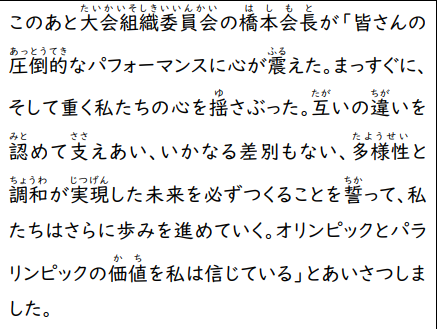 このあと大会組織委員会の橋本会長が「皆さんの
圧倒的なパフォーマンスに心が震えた。まっすぐに、
そして重く私たちの心を揺さぶった。互いの違いを
認めて支えあい、いかなる差別もない、多様性と
調和が実現した未来を必ずつくることを誓って、私
たちはさらに歩みを進めていく。オリンピックとパラ
リンピックの価値を私は信じている」とあいさつしま
した。